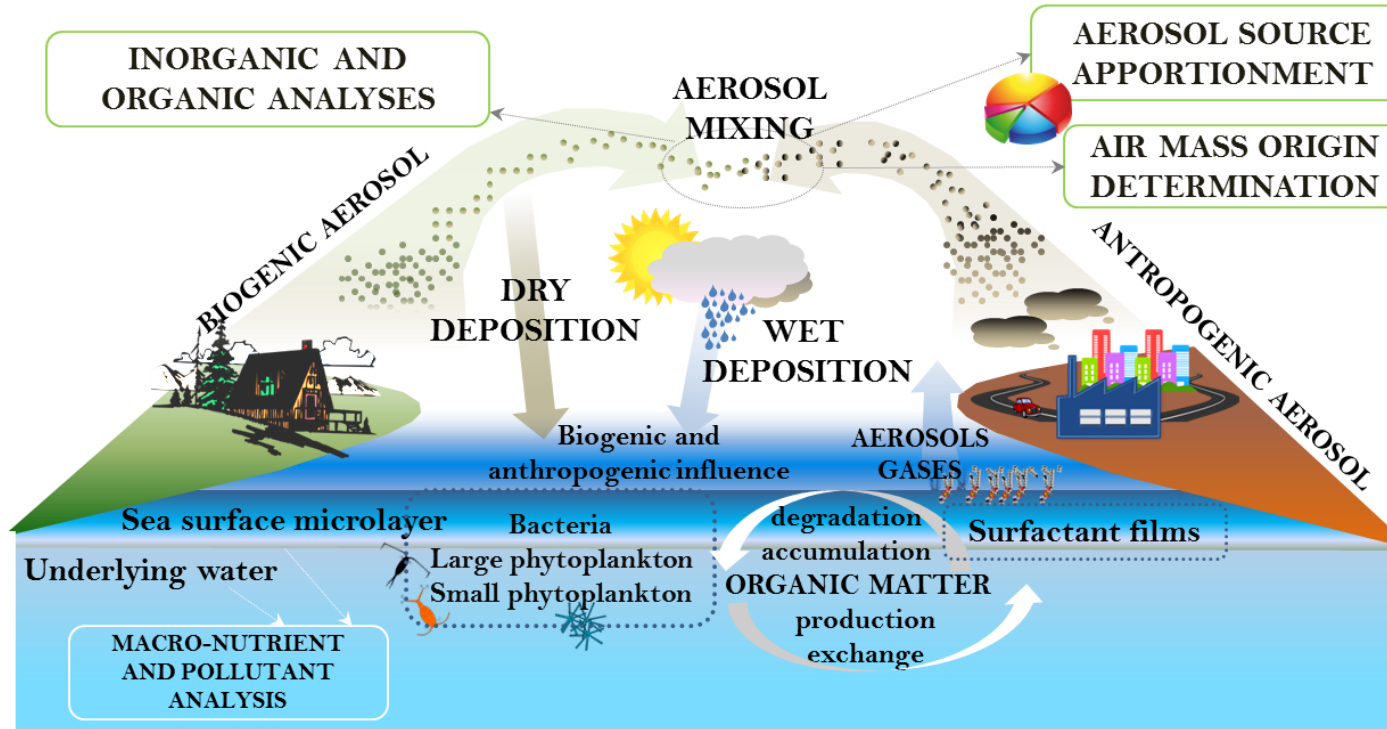 INORGANIC AND
ORGANIC ANALYSES
AEROSOL
MIXING
AEROSOL SOURCE
APPORTIONMENT
AIR MASS ORIGIN
DETERMINATION
BIOGENIC AEROSOL
ANTROPOGENIC AEROSOL
DRY
DEPOSITION
WET
DEPOSITION
Biogenic and
anthropogenic influence
AEROSOLS
GASES
Sea surface microlayer
Underlying water
Bacteria
Large phytoplankton
Small phytoplankton
degradation
accumulation
ORGANIC MATTER
production
exchange
Surfactant films
MACRO-NUTRIENT
AND POLLUTANT
ANALYSIS